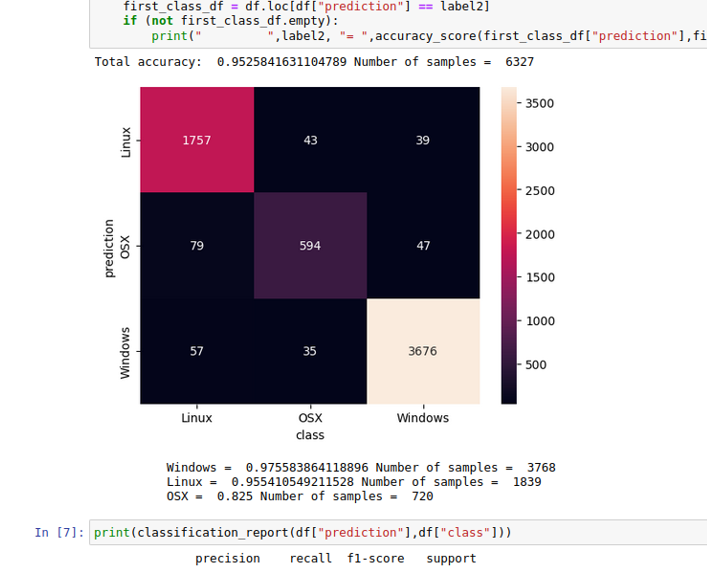 first_class_df = df.loc[df["prediction"] == label2]
if (not first_class_df.empty):
print("         ",label2, "= ",accuracy_score(first_class_df["prediction"],fi
Total accuracy:  0.9525841631104789 Number of samples =  6327
3500
3000
2500
2000
1500
1000
500
prediction
Linux
1757 43 39
OSX
79 594 47
Windows
57 35 3676
Linux OSX Windows
class
Windows =  0.975583864118896 Number of samples =  3768
Linux =  0.955410549211528 Number of samples =  1839
OSX =  0.825 Number of samples =  720
In [7]: print(classification_report(df["prediction"],df["class"]))
precision    recall  f1-score   support